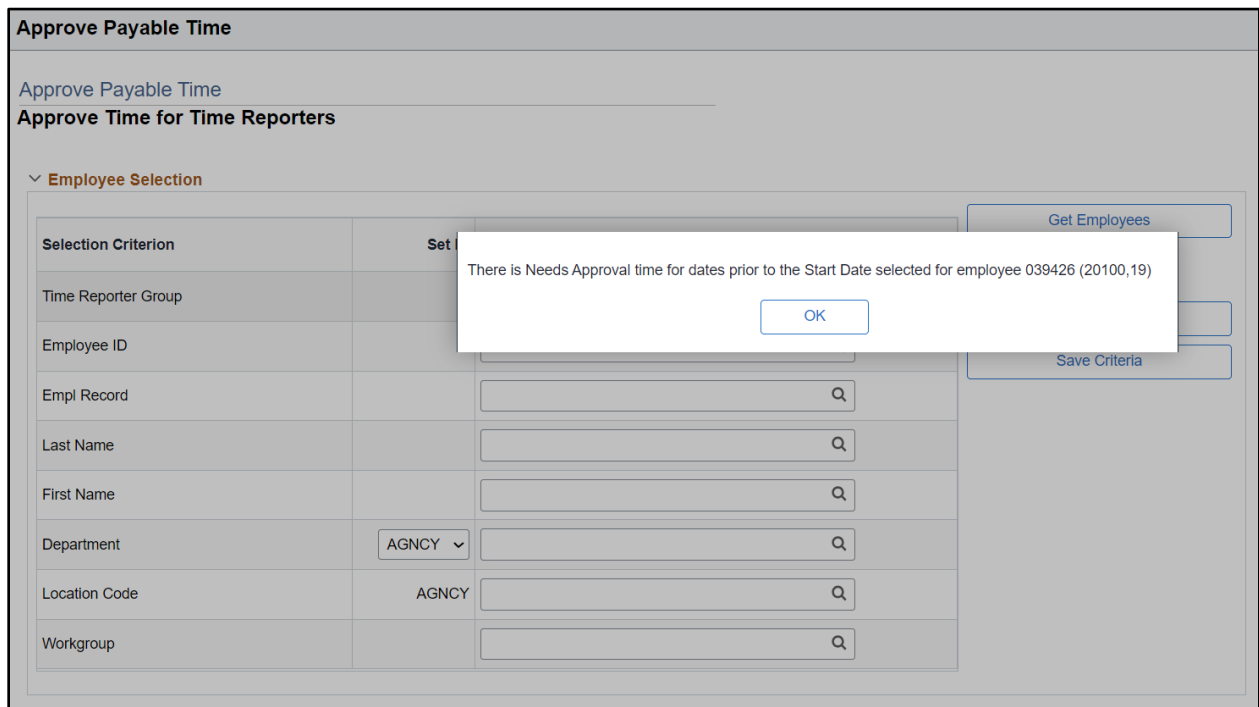 Approve Payable Time
Approve Payable Time
Approve Time for Time Reporters
Employee Selection
Get Employees
Selection Criterion Set
There is Needs Approval time for dates prior to the Start Date selected for employee 039426 (20100,19)
Time Reporter Group
OK
Employee ID
Save Criteria
Empl Record
Last Name
First Name
Department AGNCY
Location Code AGNCY
Workgroup